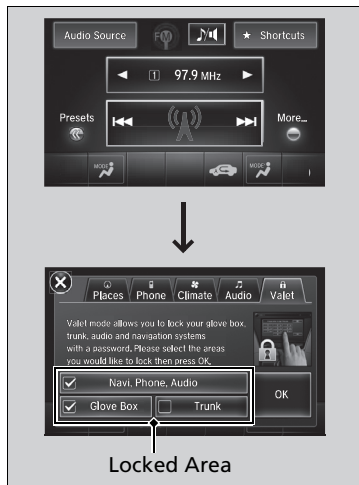 Audio Source
FM
★ Shortcuts
1 97.9 MHz
Presets
More...
MODE
MODE
Places
Phone
Climate
Audio
Valet
Valet mode allows you to lock your glove box,
trunk, audio and navigation systems
with a password. Please select the areas
you would like to lock then press OK.
Navi, Phone, Audio
Glove Box
Trunk
OK
Locked Area